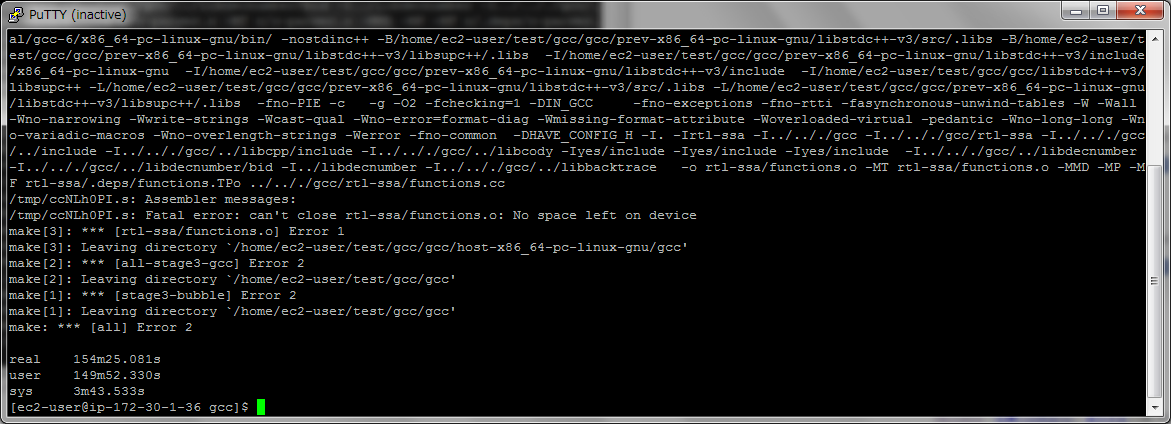 PuTTY (inactive)
al/gcc-6/x86_64-pc-linux-gnu/bin/ -nostdinc++ -B/home/ec2-user/test/gcc/gcc/prev-x86_64-pc-linux-gnu/libstdc++-v3/src/.libs -B/home/ec2-user/t
est/gcc/gcc/prev-x86_64-pc-linux-gnu/libstdc++-v3/libsupc++/.libs  -I/home/ec2-user/test/gcc/gcc/prev-x86_64-pc-linux-gnu/libstdc++-v3/include
/x86_64-pc-linux-gnu  -I/home/ec2-user/test/gcc/gcc/prev-x86_64-pc-linux-gnu/libstdc++-v3/include  -I/home/ec2-user/test/gcc/gcc/libstdc++-v3/
libsupc++ -L/home/ec2-user/test/gcc/gcc/prev-x86_64-pc-linux-gnu/libstdc++-v3/src/.libs -L/home/ec2-user/test/gcc/gcc/prev-x86_64-pc-linux-gnu
/libstdc++-v3/libsupc++/.libs  -fno-PIE -c   -g -O2 -fchecking=1 -DIN_GCC     -fno-exceptions -fno-rtti -fasynchronous-unwind-tables -W -Wall
-Wno-narrowing -Wwrite-strings -Wcast-qual -Wno-error=format-diag -Wmissing-format-attribute -Woverloaded-virtual -pedantic -Wno-long-long -Wn
o-variadic-macros -Wno-overlength-strings -Werror -fno-common  -DHAVE_CONFIG_H -I. -Irtl-ssa -I../.././gcc -I../.././gcc/rtl-ssa -I../.././gcc
/../include -I../.././gcc/../libcpp/include -I../.././gcc/../libcody -Iyes/include -Iyes/include -Iyes/include  -I../.././gcc/../libdecnumber
-I../.././gcc/../libdecnumber/bid -I../libdecnumber -I../.././gcc/../libbacktrace   -o rtl-ssa/functions.o -MT rtl-ssa/functions.o -MMD -MP -M
F rtl-ssa/.deps/functions.TPo ../.././gcc/rtl-ssa/functions.cc
/tmp/ccNLh0PI.s: Assembler messages:
/tmp/ccNLh0PI.s: Fatal error: can't close rtl-ssa/functions.o: No space left on device
make[3]: *** [rtl-ssa/functions.o] Error 1
make[3]: Leaving directory `/home/ec2-user/test/gcc/gcc/host-x86_64-pc-linux-gnu/gcc'
make[2]: *** [all-stage3-gcc] Error 2
make[2]: Leaving directory `/home/ec2-user/test/gcc/gcc'
make[1]: *** [stage3-bubble] Error 2
make[1]: Leaving directory `/home/ec2-user/test/gcc/gcc'
make: *** [all] Error 2
real    154m25.081s
user    149m52.330s
sys     3m43.533s
[ec2-user@ip-172-30-1-36 gcc]$